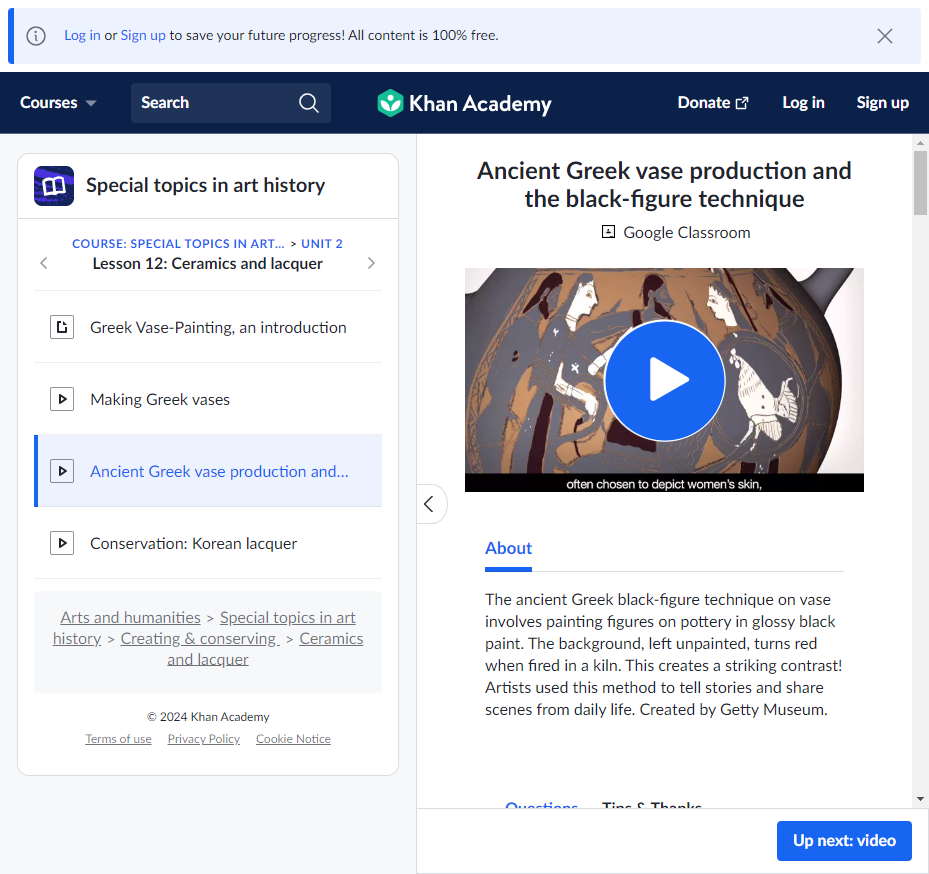 Log in or Sign up to save your future progress! All content is 100% free.
Courses
Search
Khan Academy
Donate
Log in
Sign up
Special topics in art history
COURSE: SPECIAL TOPICS IN ART... > UNIT 2
Lesson 12: Ceramics and lacquer
Greek Vase-Painting, an introduction
Making Greek vases
Ancient Greek vase production and...
Conservation: Korean lacquer
Arts and humanities > Special topics in art
history > Creating & conserving > Ceramics
and lacquer
© 2024 Khan Academy
Terms of use Privacy Policy Cookie Notice
Ancient Greek vase production and
the black-figure technique
Google Classroom
often chosen to depict women's skin,
About
The ancient Greek black-figure technique on vase
involves painting figures on pottery in glossy black
paint. The background, left unpainted, turns red
when fired in a kiln. This creates a striking contrast!
Artists used this method to tell stories and share
scenes from daily life. Created by Getty Museum.
Questions Tips & Thanks
Up next: video